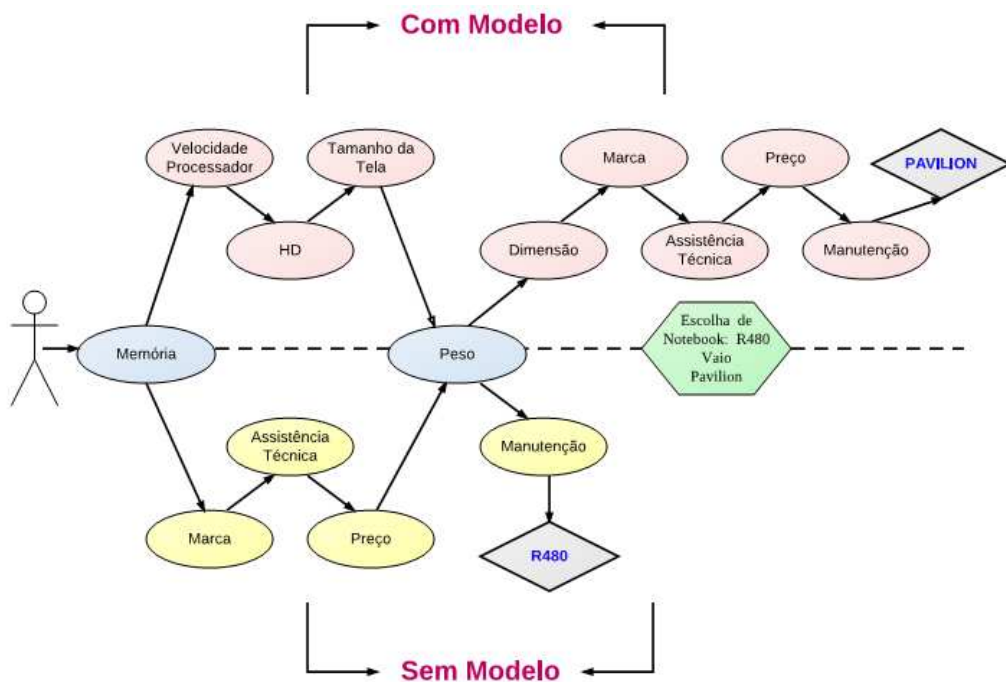 Com Modelo
Velocidade
Processador
Tamanho da
Tela
Marca
Preço
PAVILION
HD
Dimensão
Assistência
Técnica
Manutenção
Memória
Peso
Escolha de
Notebook: R480
Vaio
Pavilion
Assistência
Técnica
Manutenção
Marca
Preço
R480
Sem Modelo